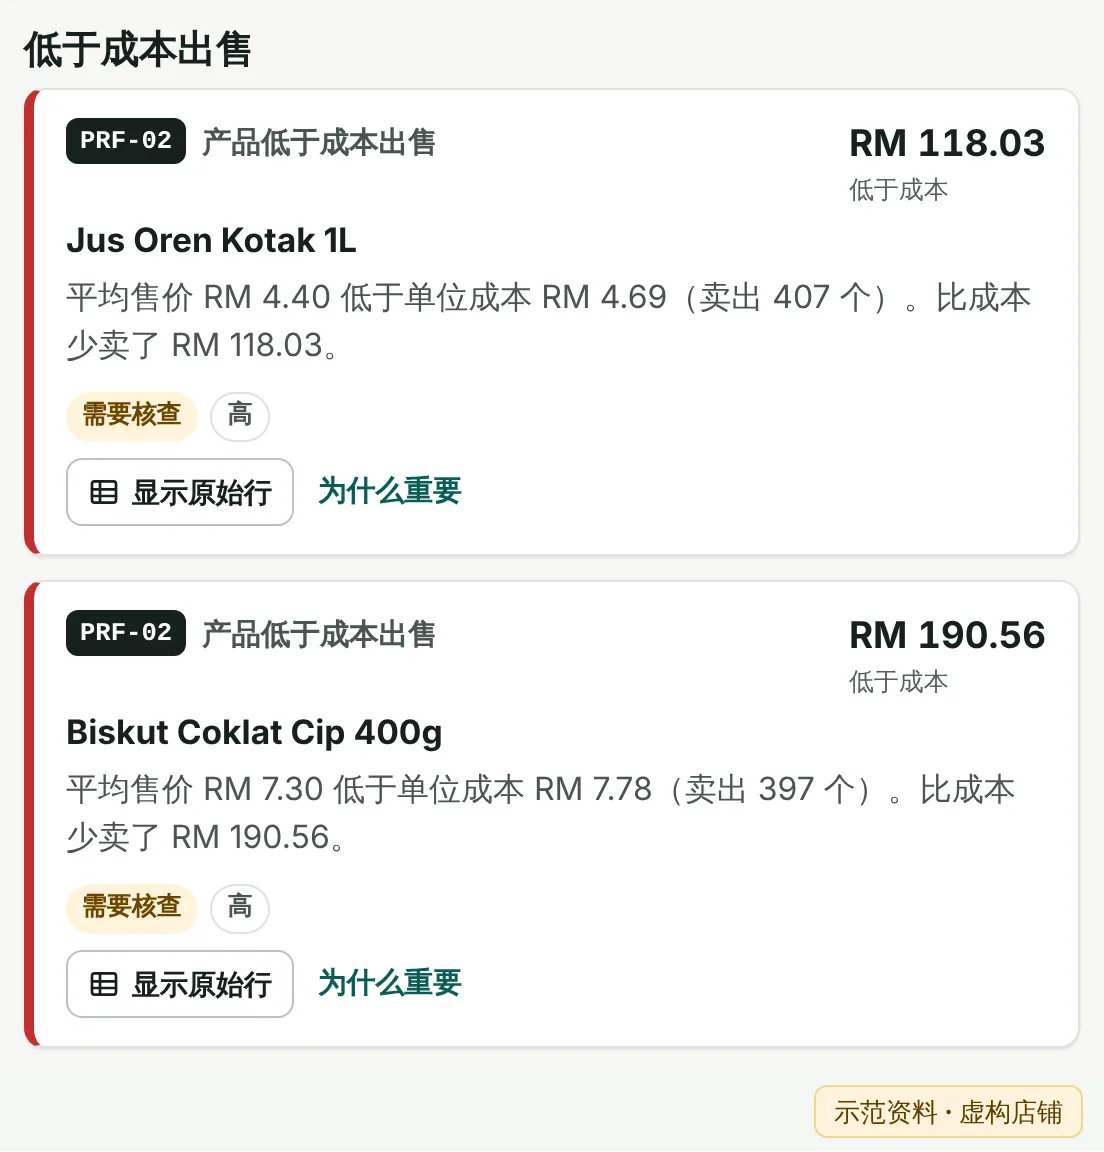 低于成本出售
PRF-02 产品低于成本出售
RM 118.03
低于成本
Jus Oren Kotak 1L
平均售价 RM 4.40 低于单位成本 RM 4.69（卖出 407 个）。比成本
少卖了 RM 118.03。
需要核查 高
显示原始行 为什么重要
PRF-02 产品低于成本出售
RM 190.56
低于成本
Biskut Coklat Cip 400g
平均售价 RM 7.30 低于单位成本 RM 7.78（卖出 397 个）。比成本
少卖了 RM 190.56。
需要核查 高
显示原始行 为什么重要
示范资料 · 虚构店铺